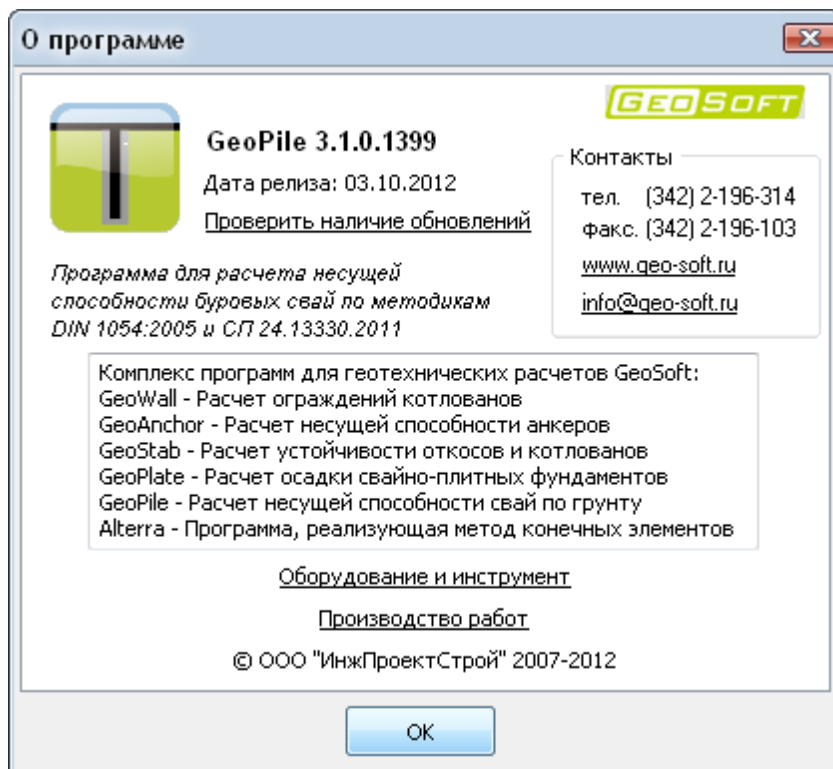 О программе
GEOSOFT
GeoPile 3.1.0.1399
Дата релиза: 03.10.2012
Проверить наличие обновлений
Контакты
тел. (342) 2-196-314
факс. (342) 2-196-103
www.geo-soft.ru
info@geo-soft.ru
Программа для расчета несущей
способности буровых свай по методикам
DIN 1054:2005 и СП 24.13330.2011
Комплекс программ для геотехнических расчетов GeoSoft:
GeoWall - Расчет ограждений котлованов
GeoAnchor - Расчет несущей способности анкеров
GeoStab - Расчет устойчивости откосов и котлованов
GeoPlate - Расчет осадки свайно-плитных фундаментов
GeoPile - Расчет несущей способности свай по грунту
Alterra - Программа, реализующая метод конечных элементов
Оборудование и инструмент
Производство работ
© ООО "ИнжПроектСтрой" 2007-2012
ОК